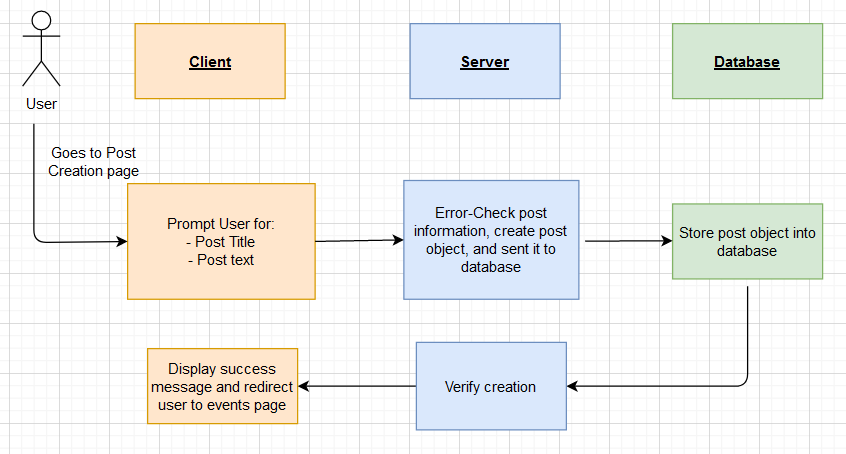 Client
Server
Database
User
Goes to Post
Creation page
Prompt User for:
- Post Title
- Post text
Error-Check post
information, create post
object, and sent it to
database
Store post object into
database
Display success
message and redirect
user to events page
Verify creation